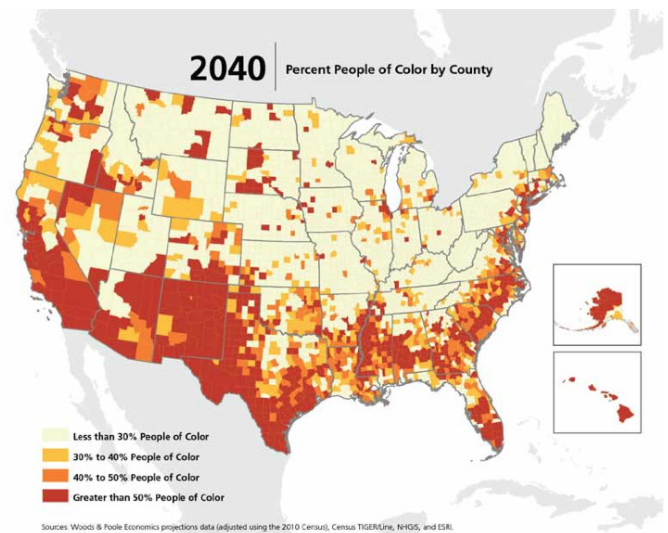 2040
Percent People of Color by County
Less than 30% People of Color
30% to 40% People of Color
40% to 50% People of Color
Greater than 50% People of Color
Sources: Woods & Poole Economics projections data (adjusted using the 2010 Census), Census TIGER/Line, NHGIS, and ESRI.